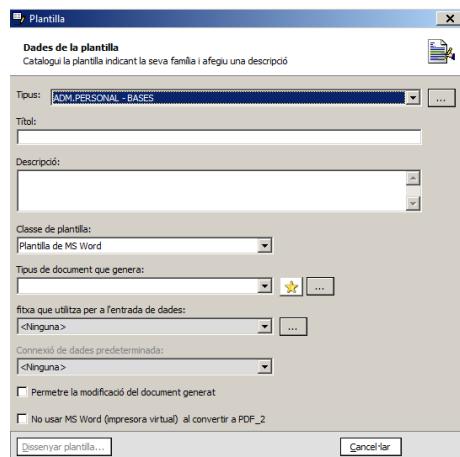 Plantilla
Dades de la plantilla
Catalogui la plantilla indicant la seva família i afegiu una descripció
Tipus: ADM.PERSONAL - BASES ...
Títol:
Descripció:
Classe de plantilla:
Plantilla de MS Word
Tipus de document que genera:
...
fitxa que utilitza per a l'entrada de dades:
<Ninguna> ...
Connexió de dades predeterminada:
<Ninguna>
Permetre la modificació del document generat
No usar MS Word (impresora virtual) al convertir a PDF_2
Dissenyar plantilla... Cancel·lar